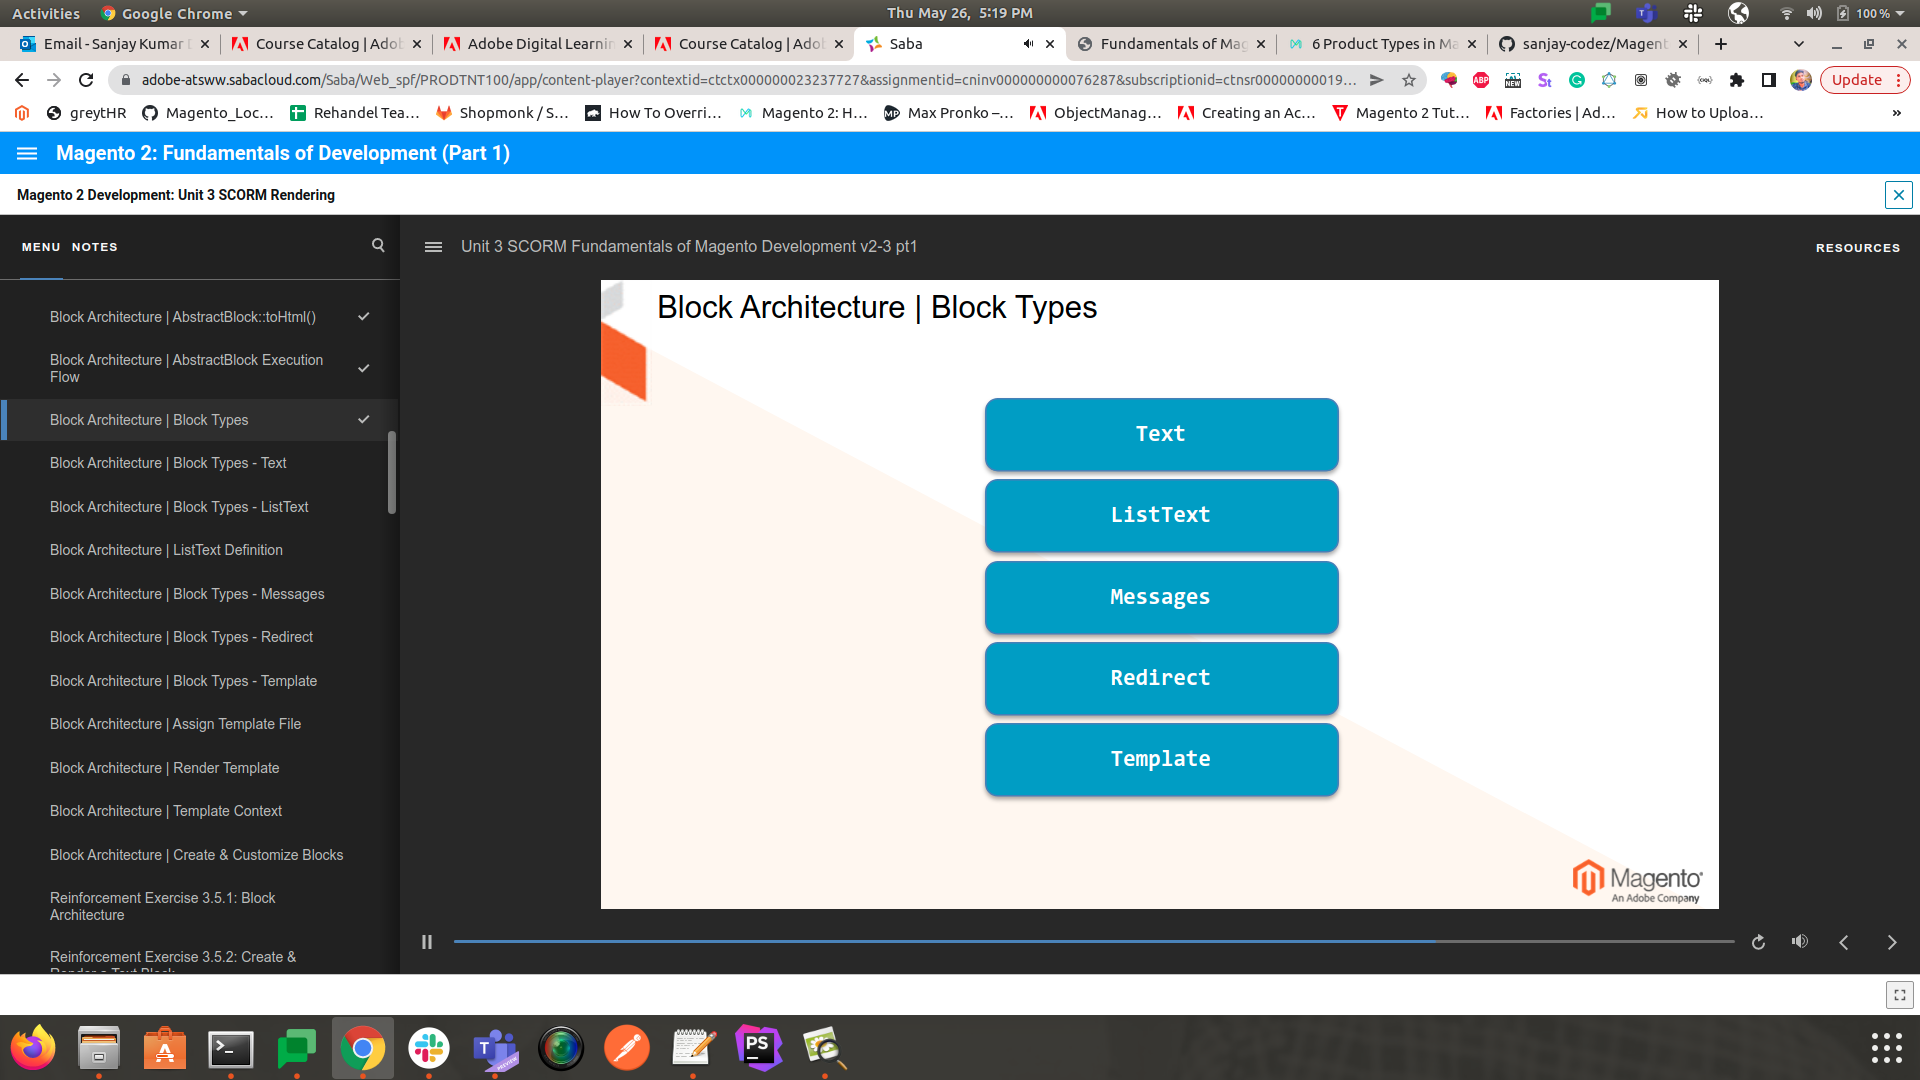 Activities
Google Chrome
Thu May 26, 5:19 PM
100 %
Email - Sanjay Kumar
Course Catalog | Adob
Adobe Digital Learnin
Course Catalog | Adob
Saba
Fundamentals of Mag
6 Product Types in Ma
sanjay-codez/Magent
adobe-atsww.sabacloud.com/Saba/Web_spf/PRODTNT100/app/content-player?contextid=ctctx000000023237727&assignmentid=cninv000000000076287&subscriptionid=ctnsr00000000019...
ABP
NEW
Update
greytHR
Magento_Loc...
Rehandel Tea...
Shopmonk / S...
How To Overri...
Magento 2: H...
Max Pronko –...
ObjectManag...
Creating an Ac...
Magento 2 Tut...
Factories | Ad...
How to Uploa...
»
Magento 2: Fundamentals of Development (Part 1)
Magento 2 Development: Unit 3 SCORM Rendering
MENU
NOTES
Unit 3 SCORM Fundamentals of Magento Development v2-3 pt1
RESOURCES
Block Architecture | AbstractBlock::toHtml()
Block Architecture | AbstractBlock Execution
Flow
Block Architecture | Block Types
Block Architecture | Block Types - Text
Block Architecture | Block Types - ListText
Block Architecture | ListText Definition
Block Architecture | Block Types - Messages
Block Architecture | Block Types - Redirect
Block Architecture | Block Types - Template
Block Architecture | Assign Template File
Block Architecture | Render Template
Block Architecture | Template Context
Block Architecture | Create & Customize Blocks
Reinforcement Exercise 3.5.1: Block
Architecture
Reinforcement Exercise 3.5.2: Create &
Render a Text Block
Block Architecture | Block Types
Text
ListText
Messages
Redirect
Template
Magento
An Adobe Company
PS